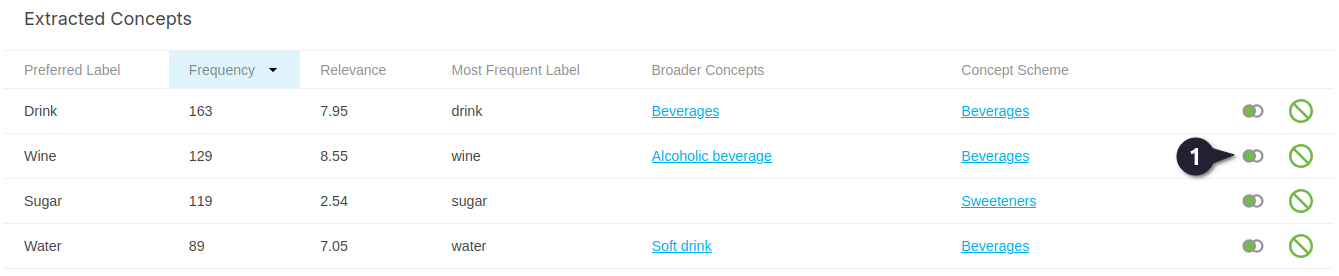 Extracted Concepts
Preferred Label Frequency Relevance Most Frequent Label Broader Concepts Concept Scheme
Drink 163 7.95 drink Beverages Beverages
Wine 129 8.55 wine Alcoholic beverage Beverages 1
Sugar 119 2.54 sugar Sweeteners
Water 89 7.05 water Soft drink Beverages